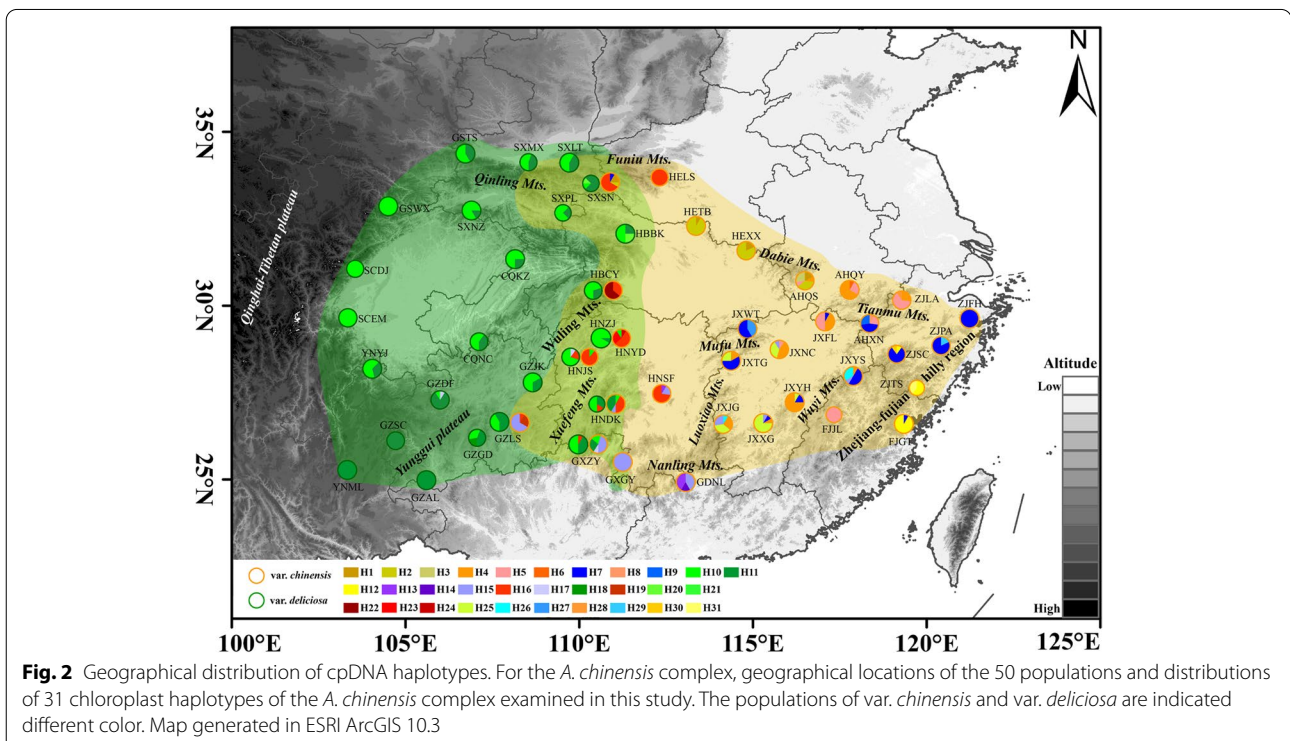 N
35°N
30°N
25°N
100°E
105°E
110°E
115°E
120°E
125°E
Qinghai-Tibetan plateau
GSTS
SXMX
SXLT
Funiu Mts.
HELS
Qinling Mts.
SXSN
GSWX
SXNZ
SXPL
HBBK
HETB
HEXX
Dabie Mts.
SCDJ
CQKZ
HBCY
AHQS
AHQY
ZJLA
Tianmu Mts.
ZJFH
SCEM
Wuling Mts.
HNZJ
HNYD
JXWT
JXFL
AHXN
ZJPA
Mufu Mts.
JXNC
ZJSC
YNYJ
CQNC
HNJS
JXTG
JXYS
GZJK
GZDF
HNSF
JXYH
Wuyi Mts.
ZJTS
Zhejiang-fujian hilly region
Xuefeng Mts.
HNDK
Luoxiao Mts.
JXJG
JXXG
FJJL
FJGT
GZSC
GZLS
GZGD
Yunggui plateau
GXZY
GXGY
Nanling Mts.
GDNL
YNML
GZAL
Altitude
Low
High
var. chinensis
var. deliciosa
H1 H2 H3 H4 H5 H6 H7 H8 H9 H10 H11
H12 H13 H14 H15 H16 H17 H18 H19 H20 H21
H22 H23 H24 H25 H26 H27 H28 H29 H30 H31
Fig. 2 Geographical distribution of cpDNA haplotypes. For the A. chinensis complex, geographical locations of the 50 populations and distributions
of 31 chloroplast haplotypes of the A. chinensis complex examined in this study. The populations of var. chinensis and var. deliciosa are indicated
different color. Map generated in ESRI ArcGIS 10.3